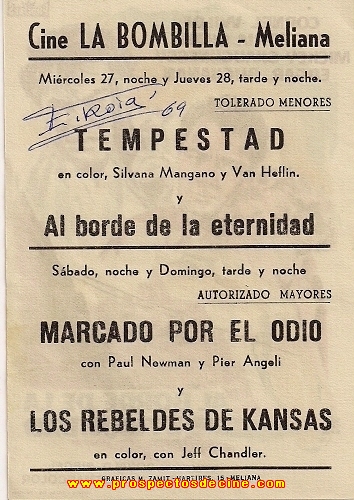 Cine LA BOMBILLA - Meliana
Miércoles 27, noche y Jueves 28, tarde y noche.
TOLERADO MENORES
69
TEMPESTAD
en color, Silvana Mangano y Van Heflin.
y
Al borde de la eternidad
Sábado, noche y Domingo, tarde y noche
AUTORIZADO MAYORES
MARCADO POR EL ODIO
con Paul Newman y Pier Angeli
y
LOS REBELDES DE KANSAS
en color, con Jeff Chandler.
GRAFICAS M. ZAMIT.-MARTIRES, 15-MELIANA
www.prospectosdecine.com